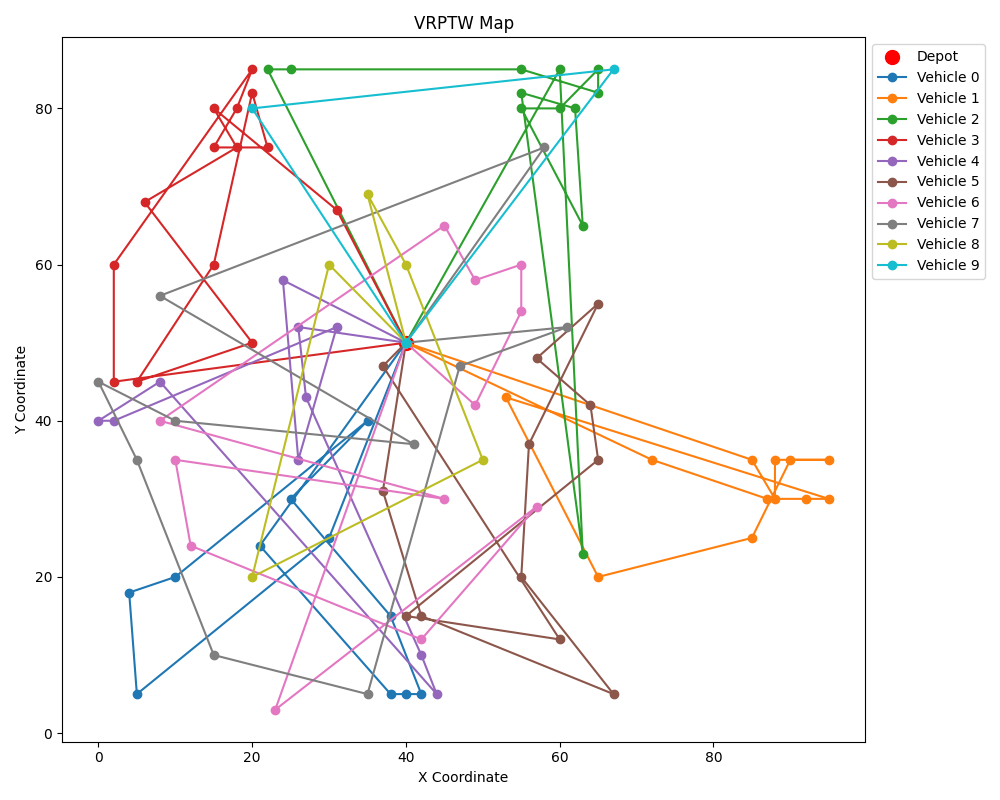 VRPTW Map
Depot
Vehicle 0
Vehicle 1
Vehicle 2
Vehicle 3
Vehicle 4
Vehicle 5
Vehicle 6
Vehicle 7
Vehicle 8
Vehicle 9
Y Coordinate
80
60
40
20
0
0 20 40 60 80
X Coordinate